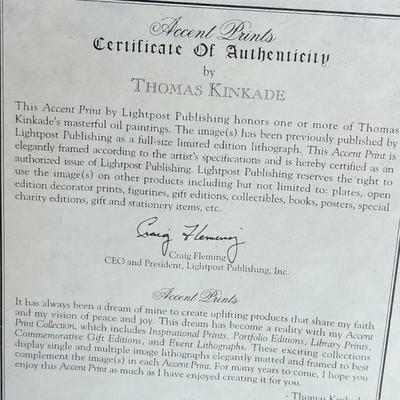 Accent Prints
Certificate Of Authenticity
by
THOMAS KINKADE
This Accent Print by Lightpost Publishing honors one or more of Thomas
Kinkade's masterful oil paintings. The image(s) has been previously published by
Lightpost Publishing as a full-size limited edition lithograph. This Accent Print is
elegantly framed according to the artist's specifications and is hereby certified as an
authorized issue of Lightpost Publishing. Lightpost Publishing reserves the right to
use the image(s) on other products including but not limited to: plates, open
edition decorator prints, figurines, gift editions, collectibles, books, posters, special
charity editions, gift and stationery items, etc.
Craig Fleming
Craig Fleming
CEO and President, Lightpost Publishing, Inc.
Accent Prints
It has always been a dream of mine to create uplifting products that share my faith
and my vision of peace and joy. This dream has become a reality with my Accent
Print Collection, which includes Inspirational Prints, Portfolio Editions, Library Prints,
Commemorative Gift Editions, and Event Lithographs. These exciting collections
display single and multiple image lithographs elegantly matted and framed to best
complement the image(s) in each Accent Print. For many years to come, I hope you
enjoy this Accent Print as much as I have enjoyed creating it for you.
- Thomas Kinkade